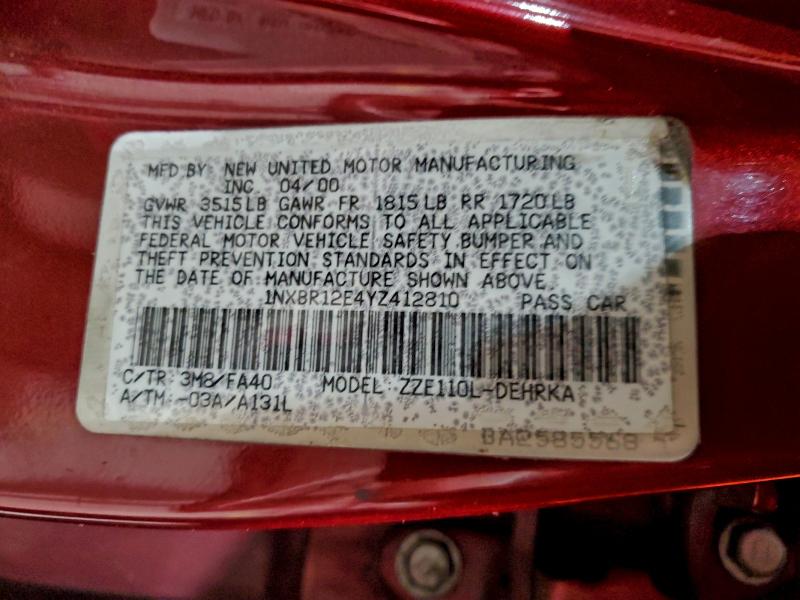 MFD BY NEW UNITED MOTOR MANUFACTURING
INC 04/00
GVWR 3515LB GAWR FR 1815LB RR 1720LB
THIS VEHICLE CONFORMS TO ALL APPLICABLE
FEDERAL MOTOR VEHICLE SAFETY,BUMPER AND
THEFT PREVENTION STANDARDS IN EFFECT ON
THE DATE OF MANUFACTURE SHOWN ABOVE.
1NXBR12E4YZ412810 PASS CAR
C/TR: 3M8/FA40 MODEL: ZZE110L-DEHRKA
A/TM:-03A/A131L
BA2585568